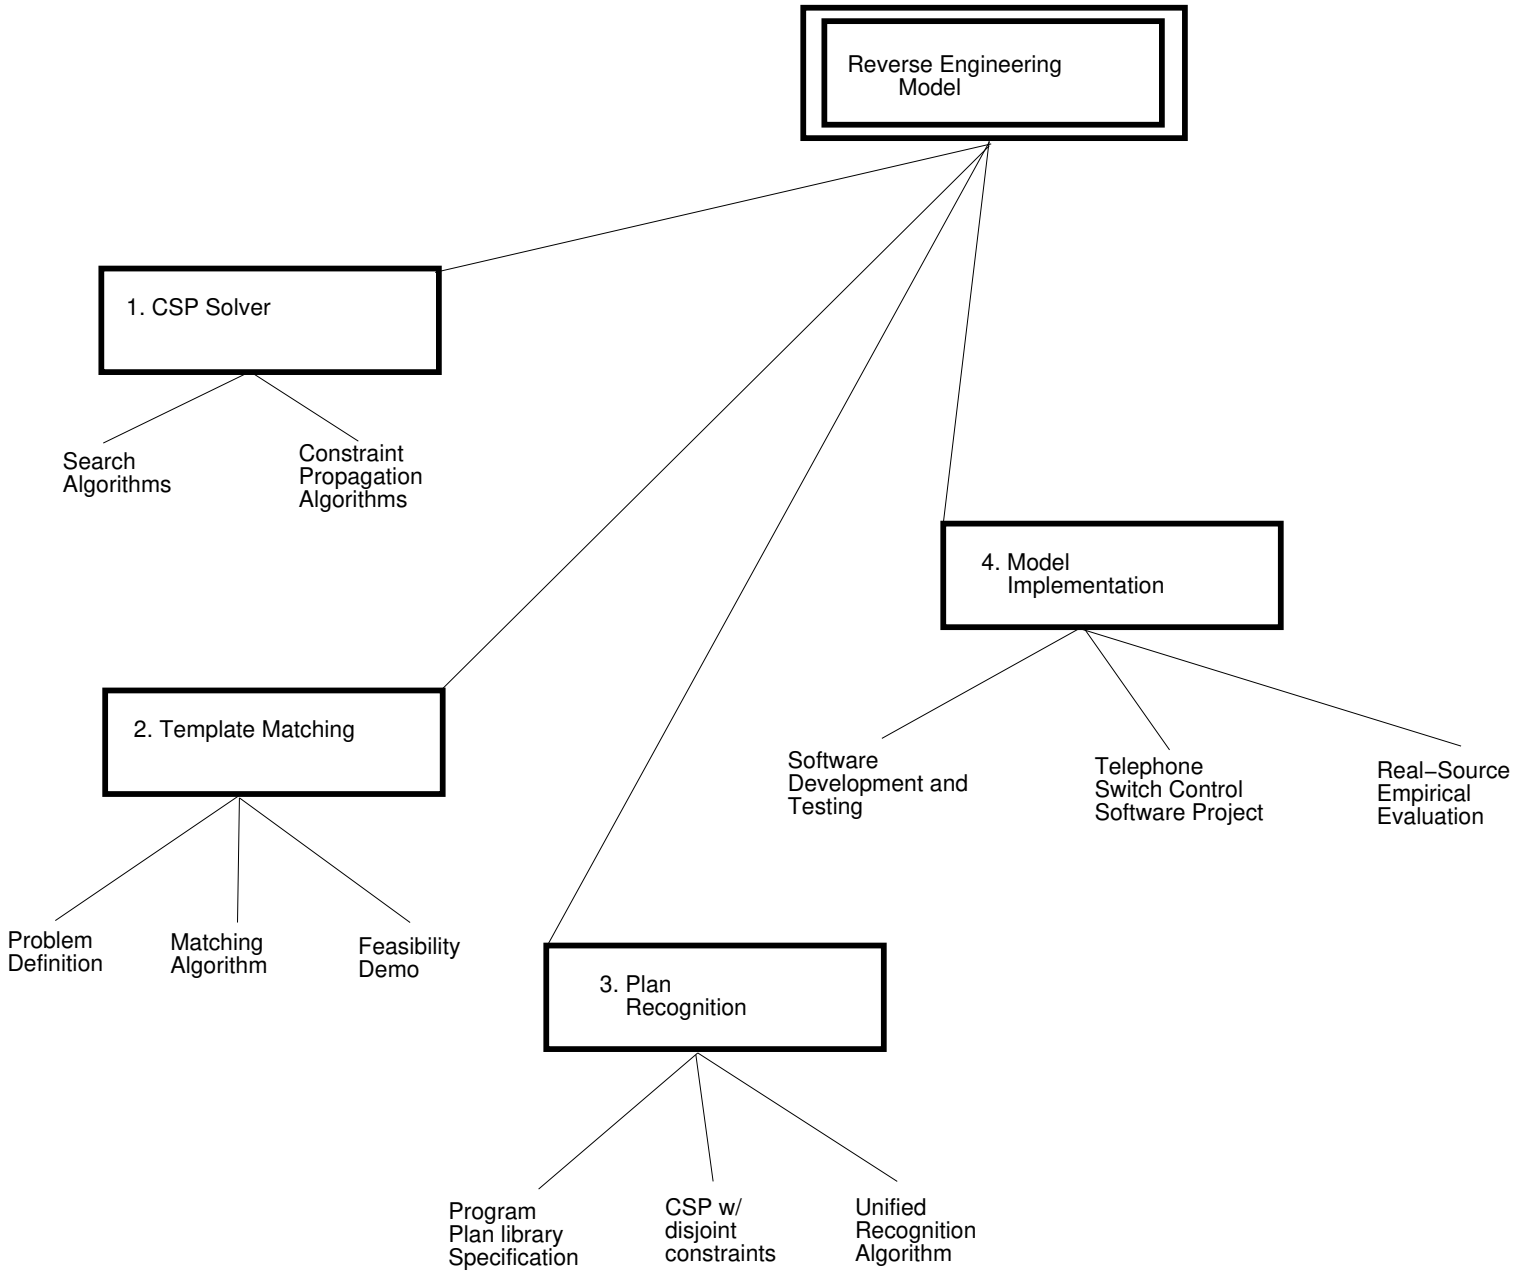 Reverse Engineering
Model
1. CSP Solver
Search
Algorithms
Constraint
Propagation
Algorithms
4. Model
Implementation
2. Template Matching
Software
Development and
Testing
Telephone
Switch Control
Software Project
Real−Source
Empirical
Evaluation
Problem
Definition
Matching
Algorithm
Feasibility
Demo
3. Plan
Recognition
Program
Plan library
Specification
CSP w/
disjoint
constraints
Unified
Recognition
Algorithm